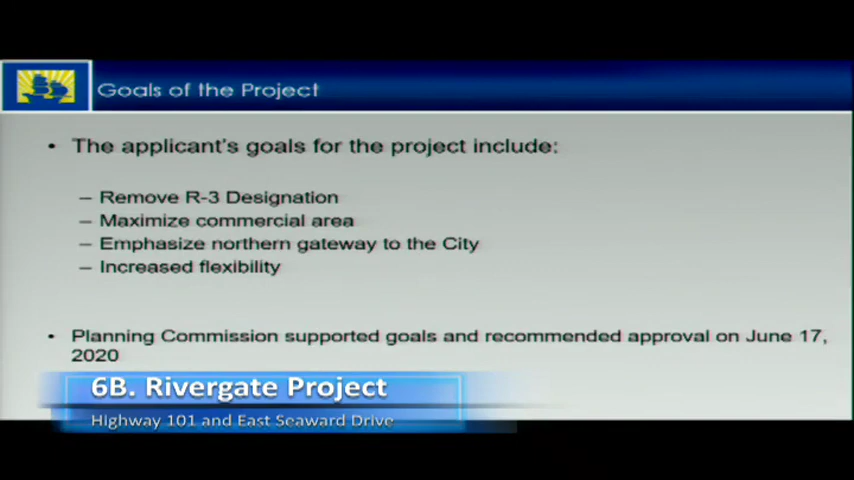 Goals of the Project
• The applicant's goals for the project include:
– Remove R-3 Designation
– Maximize commercial area
– Emphasize northern gateway to the City
– Increased flexibility
• Planning Commission supported goals and recommended approval on June 17,
2020
6B. Rivergate Project
Highway 101 and East Seaward Drive